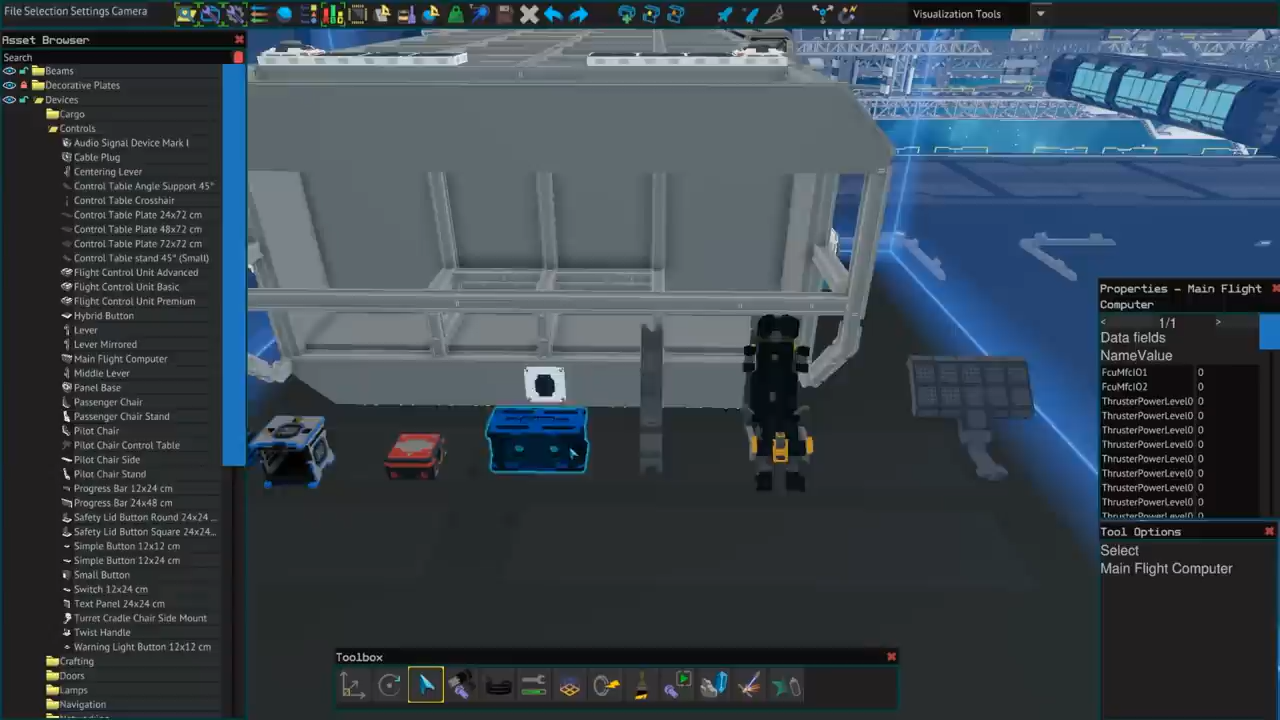 File Selection Settings Camera
Visualization Tools
Asset Browser
Search
Beams
Decorative Plates
Devices
Cargo
Controls
Audio Signal Device Mark I
Cable Plug
Centering Lever
Control Table Angle Support 45°
Control Table Crosshair
Control Table Plate 24x72 cm
Control Table Plate 48x72 cm
Control Table Plate 72x72 cm
Control Table stand 45° (Small)
Flight Control Unit Advanced
Flight Control Unit Basic
Flight Control Unit Premium
Hybrid Button
Lever
Lever Mirrored
Main Flight Computer
Middle Lever
Panel Base
Passenger Chair
Passenger Chair Stand
Pilot Chair
Pilot Chair Control Table
Pilot Chair Side
Pilot Chair Stand
Progress Bar 12x24 cm
Progress Bar 24x48 cm
Safety Lid Button Round 24x24 ...
Safety Lid Button Square 24x24...
Simple Button 12x12 cm
Simple Button 12x24 cm
Small Button
Switch 12x24 cm
Text Panel 24x24 cm
Turret Cradle Chair Side Mount
Twist Handle
Warning Light Button 12x12 cm
Crafting
Doors
Lamps
Navigation
Properties - Main Flight
Computer
< 1/1 >
Data fields
NameValue
FcuMfcIO1 0
FcuMfcIO2 0
ThrusterPowerLevel0 0
ThrusterPowerLevel0 0
ThrusterPowerLevel0 0
ThrusterPowerLevel0 0
ThrusterPowerLevel0 0
ThrusterPowerLevel0 0
ThrusterPowerLevel0 0
ThrusterPowerLevel0 0
ThrusterPowerLevel0 0
Tool Options
Select
Main Flight Computer
Toolbox